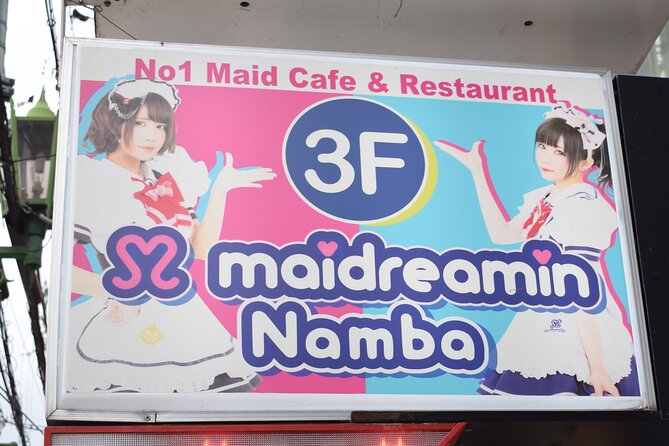 No1 Maid Cafe & Restaurant
3F
maidreamin
Namba